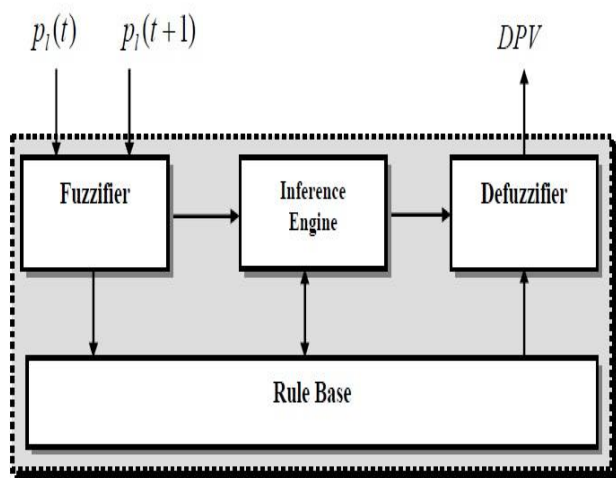 p_l(t) p_l(t+1) DPV
Fuzzifier
Inference
Engine
Defuzzifier
Rule Base